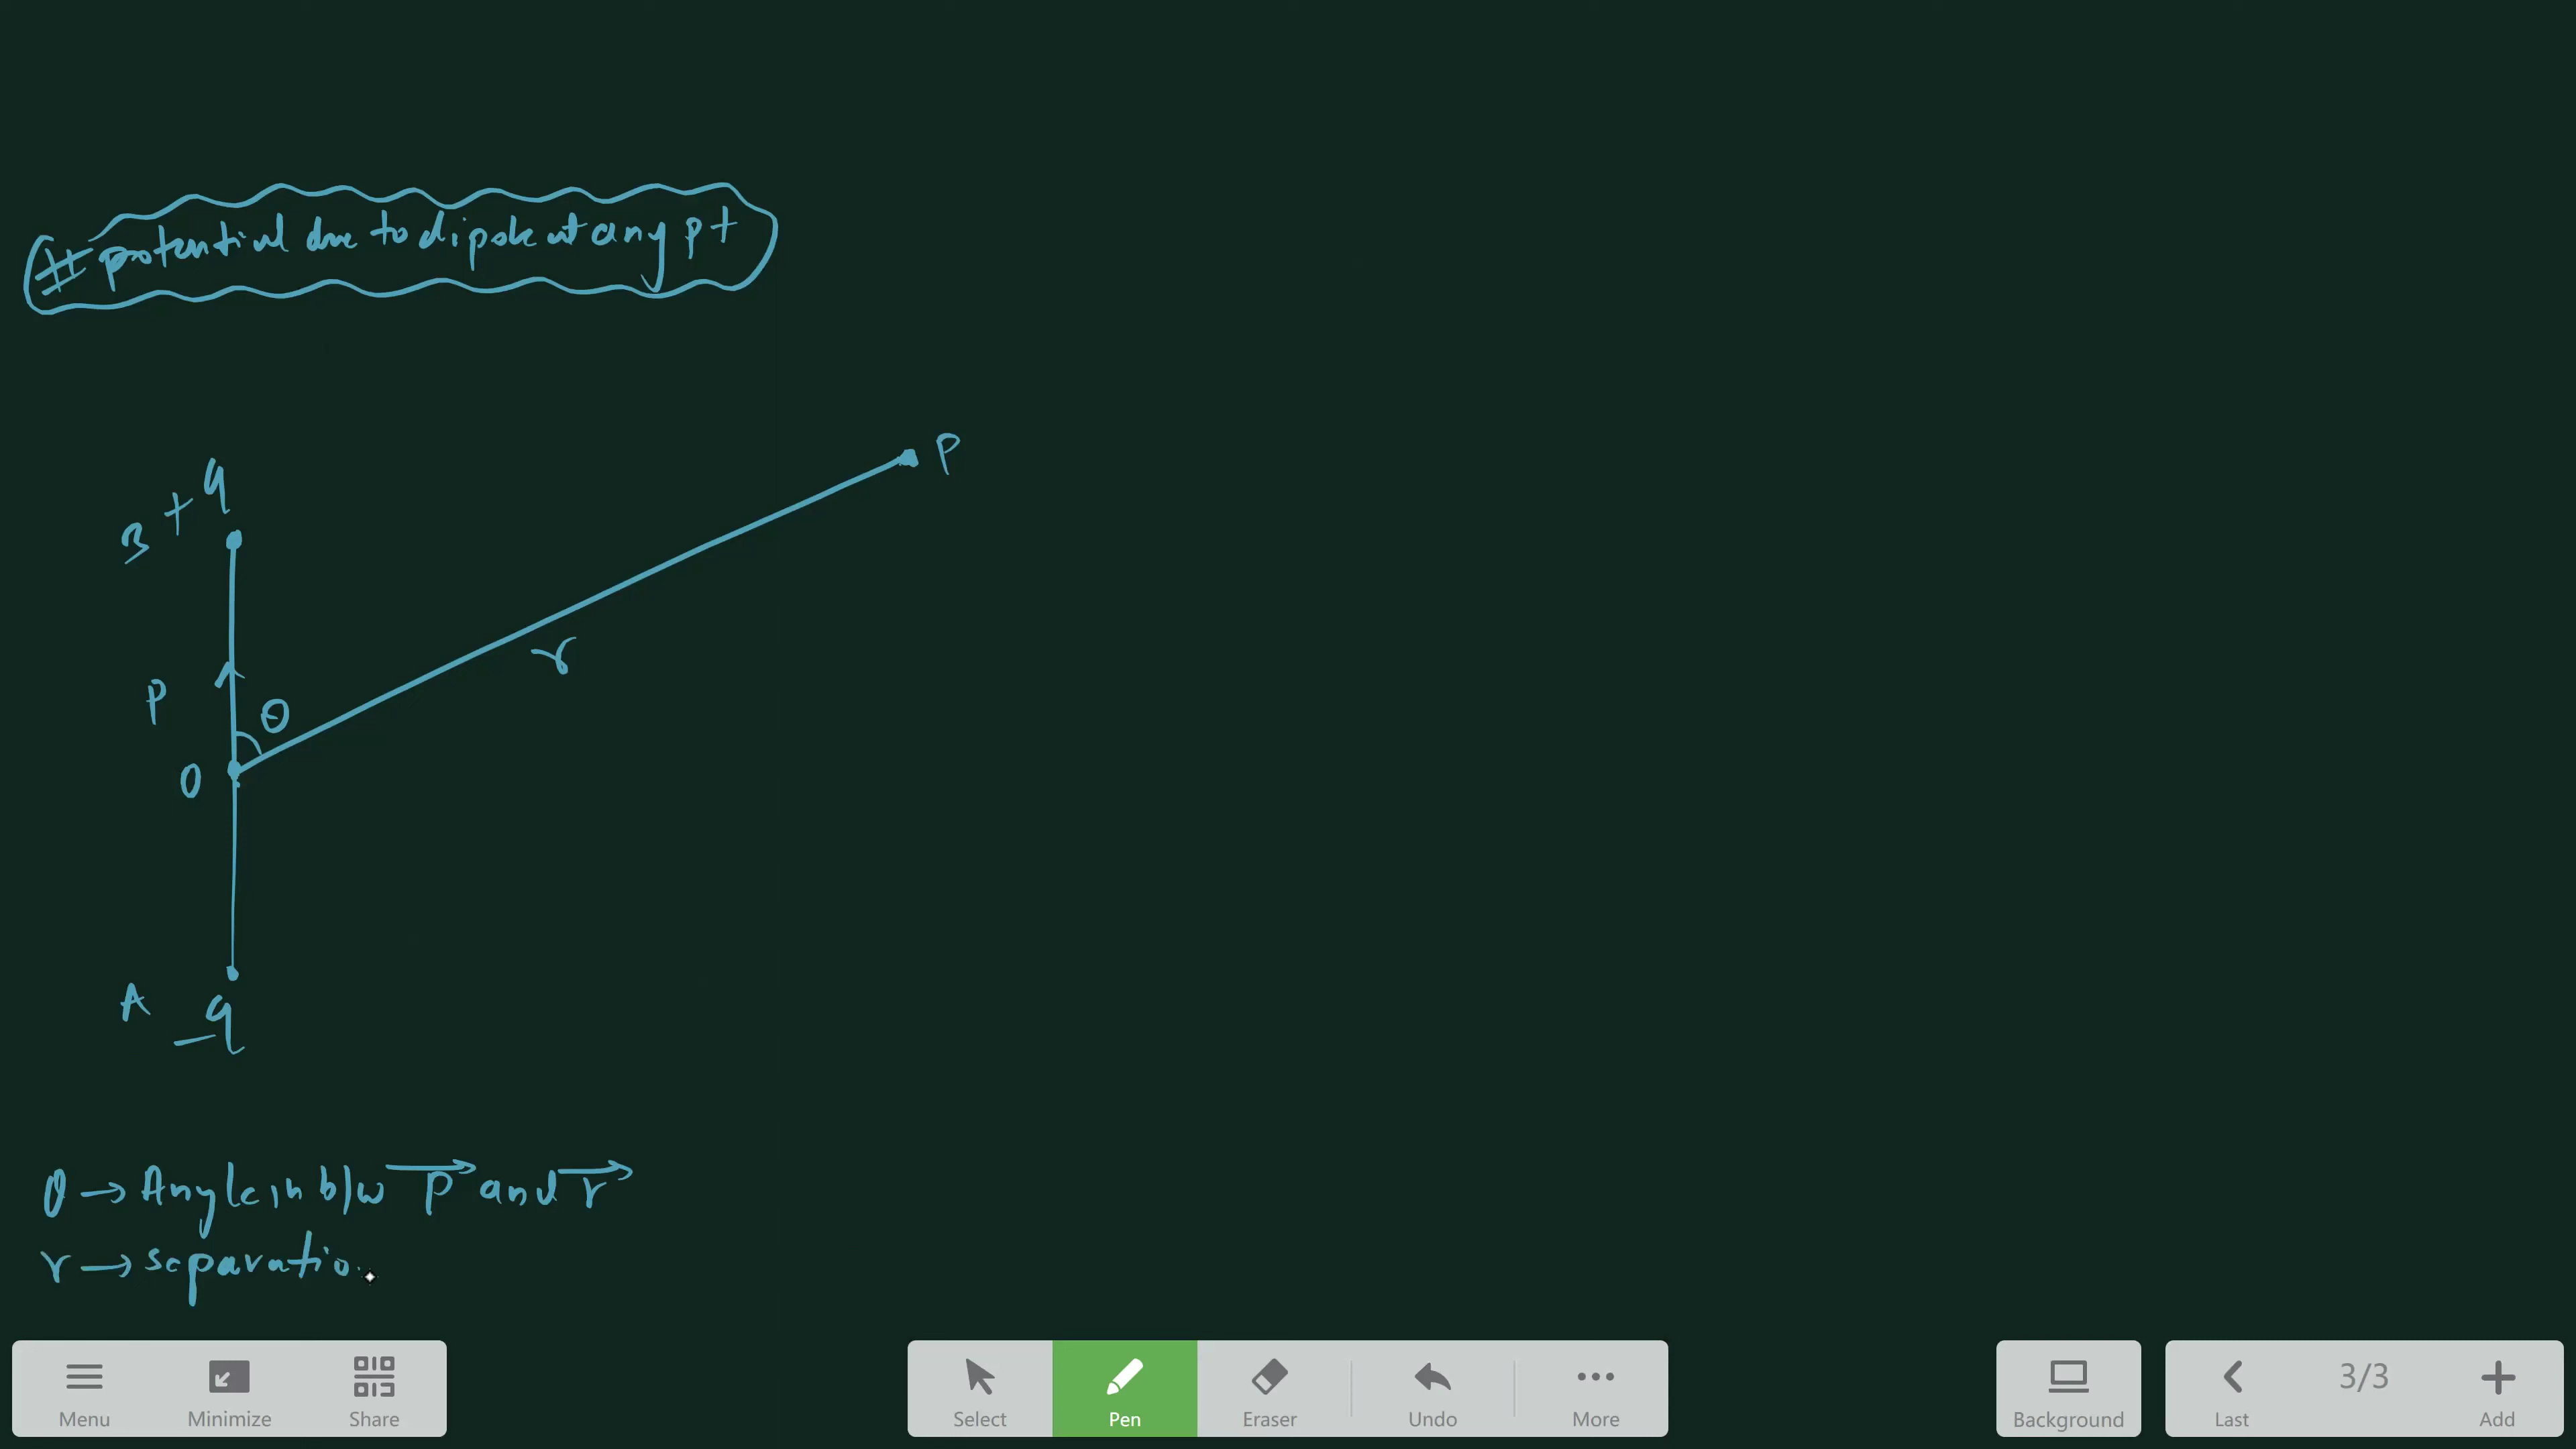 # potential due to dipole at any pt
P
+q
B
r
P
θ
O
A
-q
θ → Angle in b/w p and r
r → separatio
Menu
Minimize
Share
Select
Pen
Eraser
Undo
More
Background
Last
3/3
Add